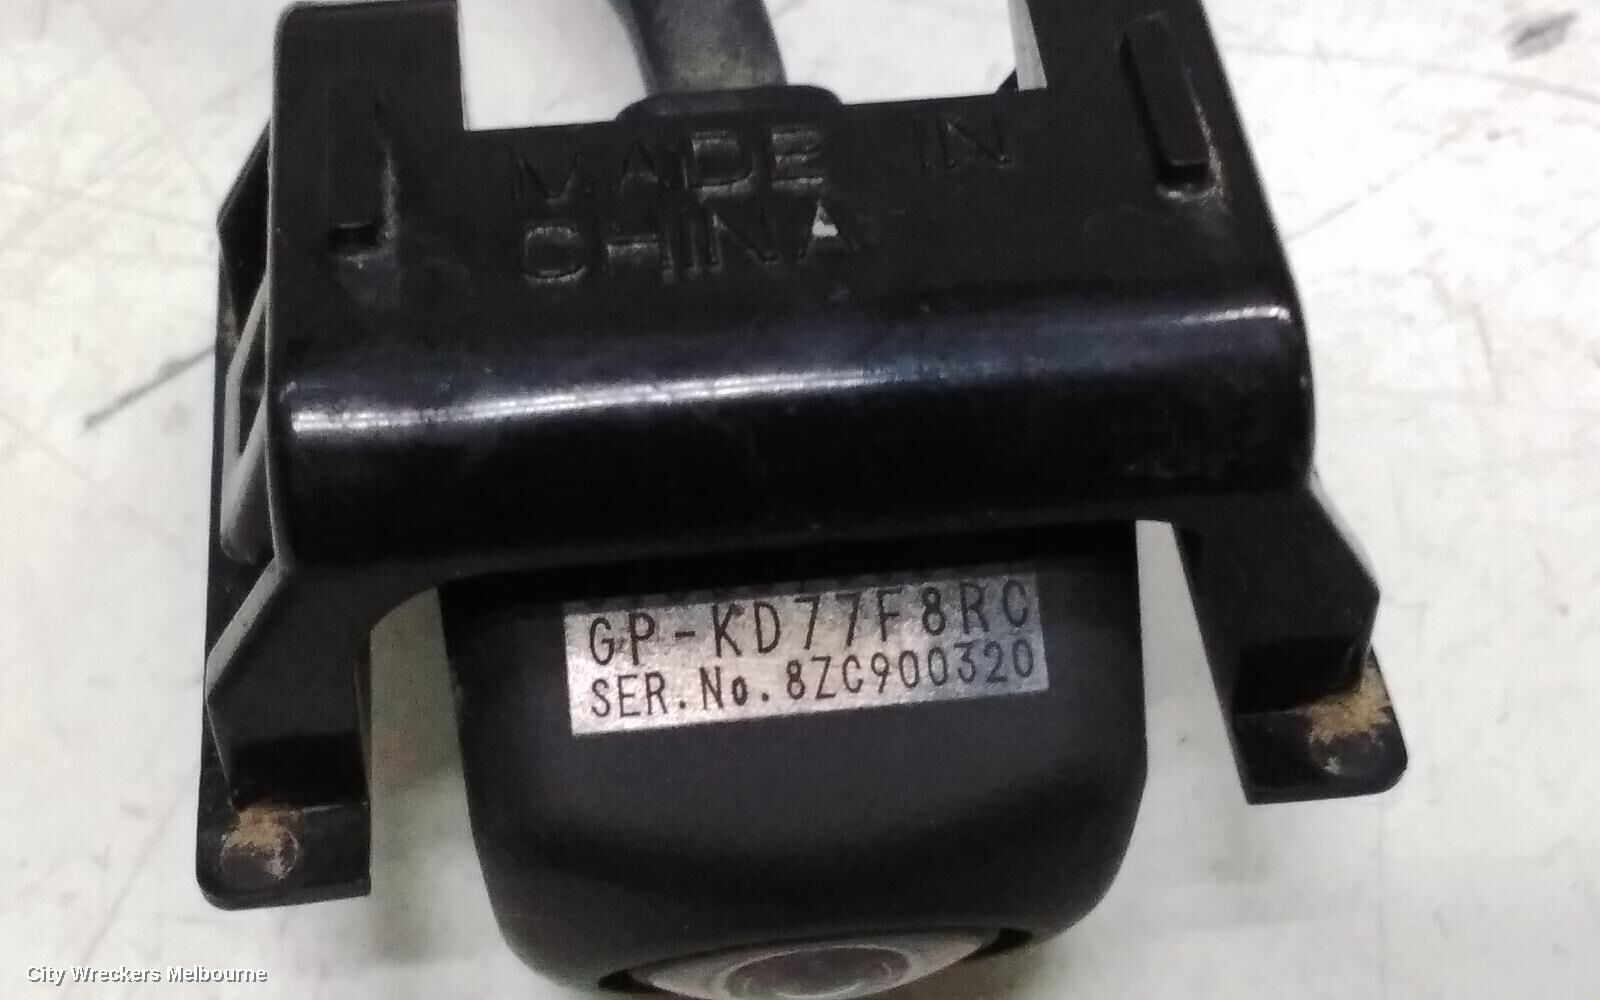 MADE IN
CHINA
GP-KD77F8RC
SER.No.8ZC900320
City Wreckers Melbourne